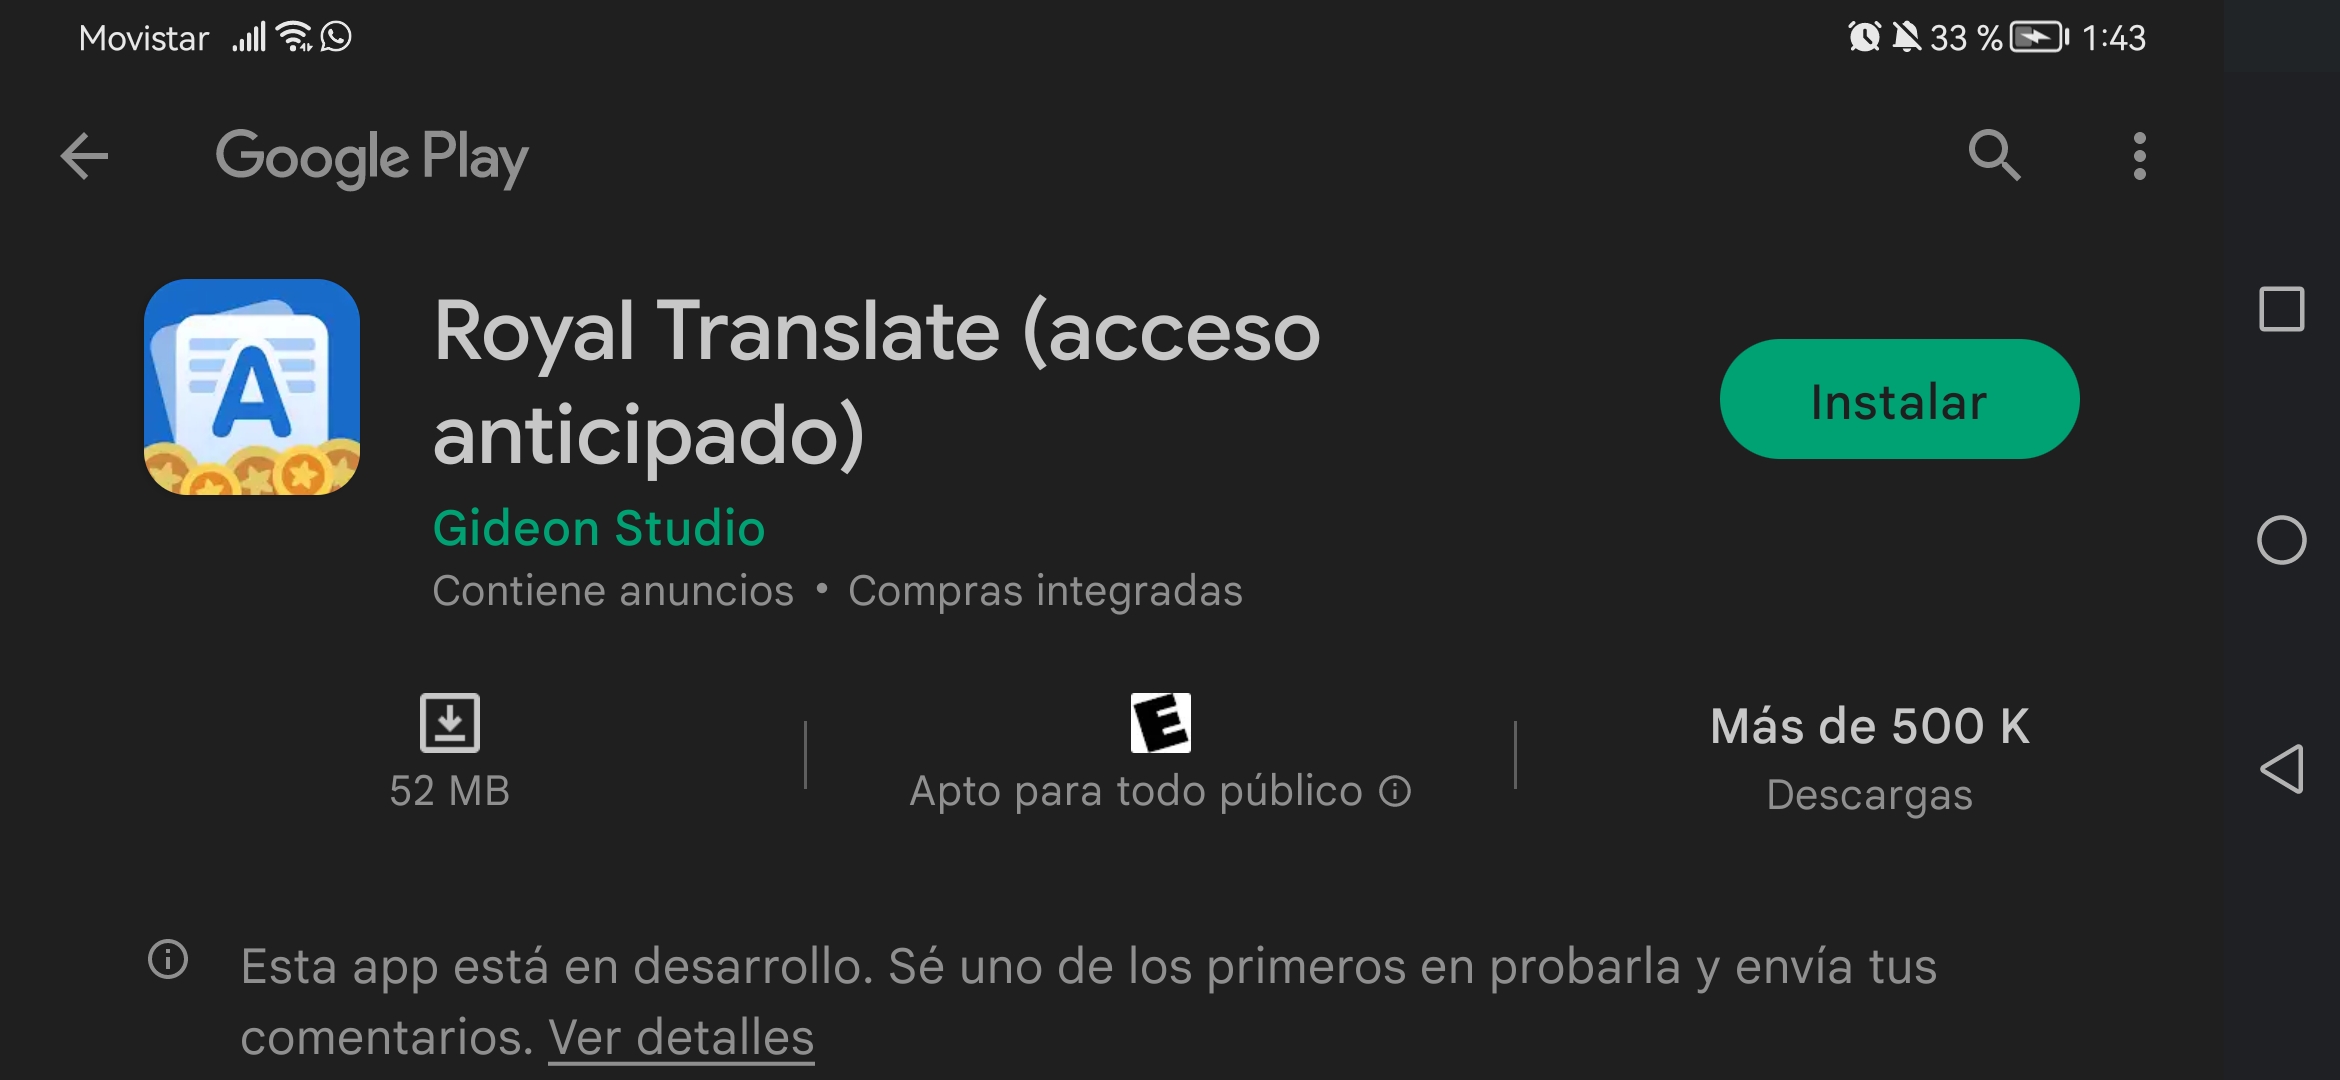 Movistar 33 % 1:43
Google Play
A
Royal Translate (acceso
anticipado)
Instalar
Gideon Studio
Contiene anuncios • Compras integradas
52 MB
E
Apto para todo público
Más de 500 K
Descargas
Esta app está en desarrollo. Sé uno de los primeros en probarla y envía tus
comentarios. Ver detalles